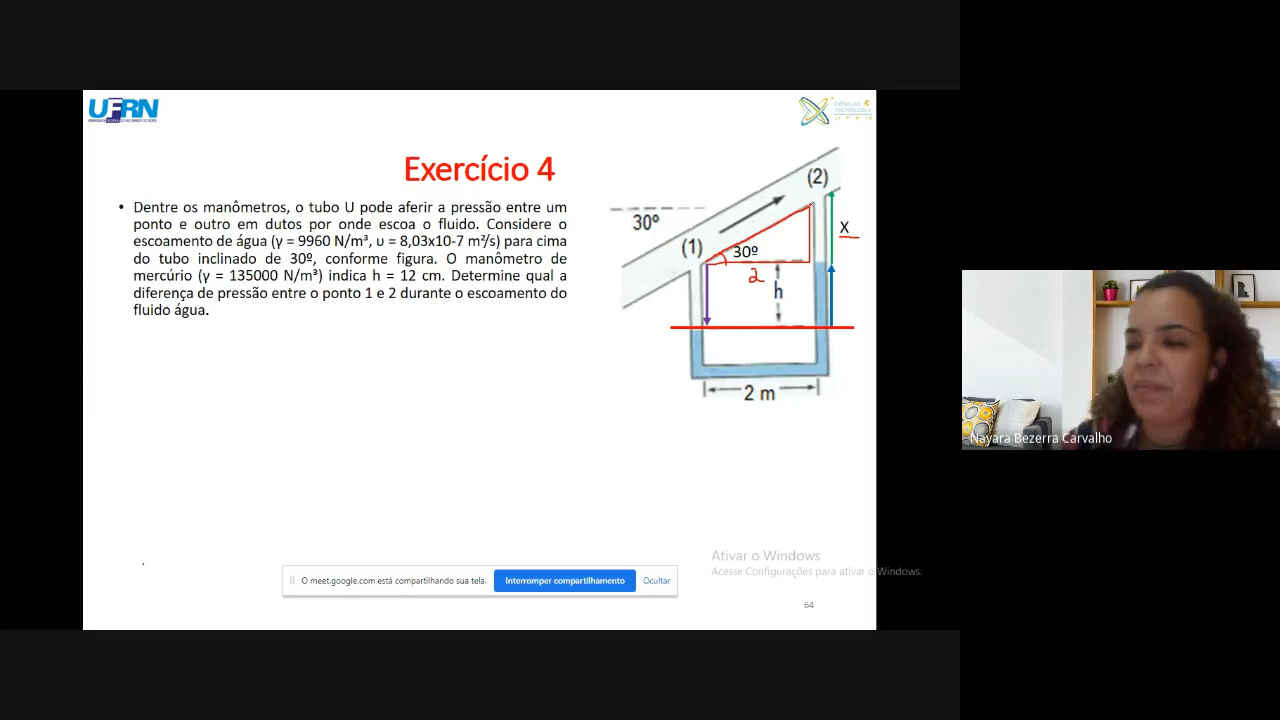 UFRN
CIÊNCIAS
TECNOLOGIA
UFRN
Exercício 4
• Dentre os manômetros, o tubo U pode aferir a pressão entre um
ponto e outro em dutos por onde escoa o fluido. Considere o
escoamento de água (γ = 9960 N/m³, υ = 8,03x10-7 m²/s) para cima
do tubo inclinado de 30º, conforme figura. O manômetro de
mercúrio (γ = 135000 N/m³) indica h = 12 cm. Determine qual a
diferença de pressão entre o ponto 1 e 2 durante o escoamento do
fluido água.
(2)
30º
X
(1)
30º
2
h
2 m
Nayara Bezerra Carvalho
Ativar o Windows
Acesse Configurações para ativar o Windows.
O meet.google.com está compartilhando sua tela.
Interromper compartilhamento
Ocultar
64